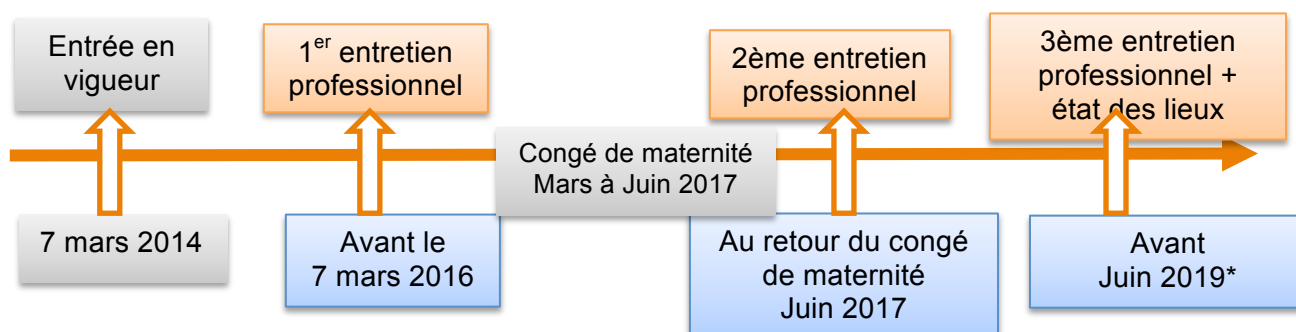 Entrée en
vigueur
1er entretien
professionnel
2ème entretien
professionnel
3ème entretien
professionnel +
état des lieux
Congé de maternité
Mars à Juin 2017
7 mars 2014
Avant le
7 mars 2016
Au retour du congé
de maternité
Juin 2017
Avant
Juin 2019*